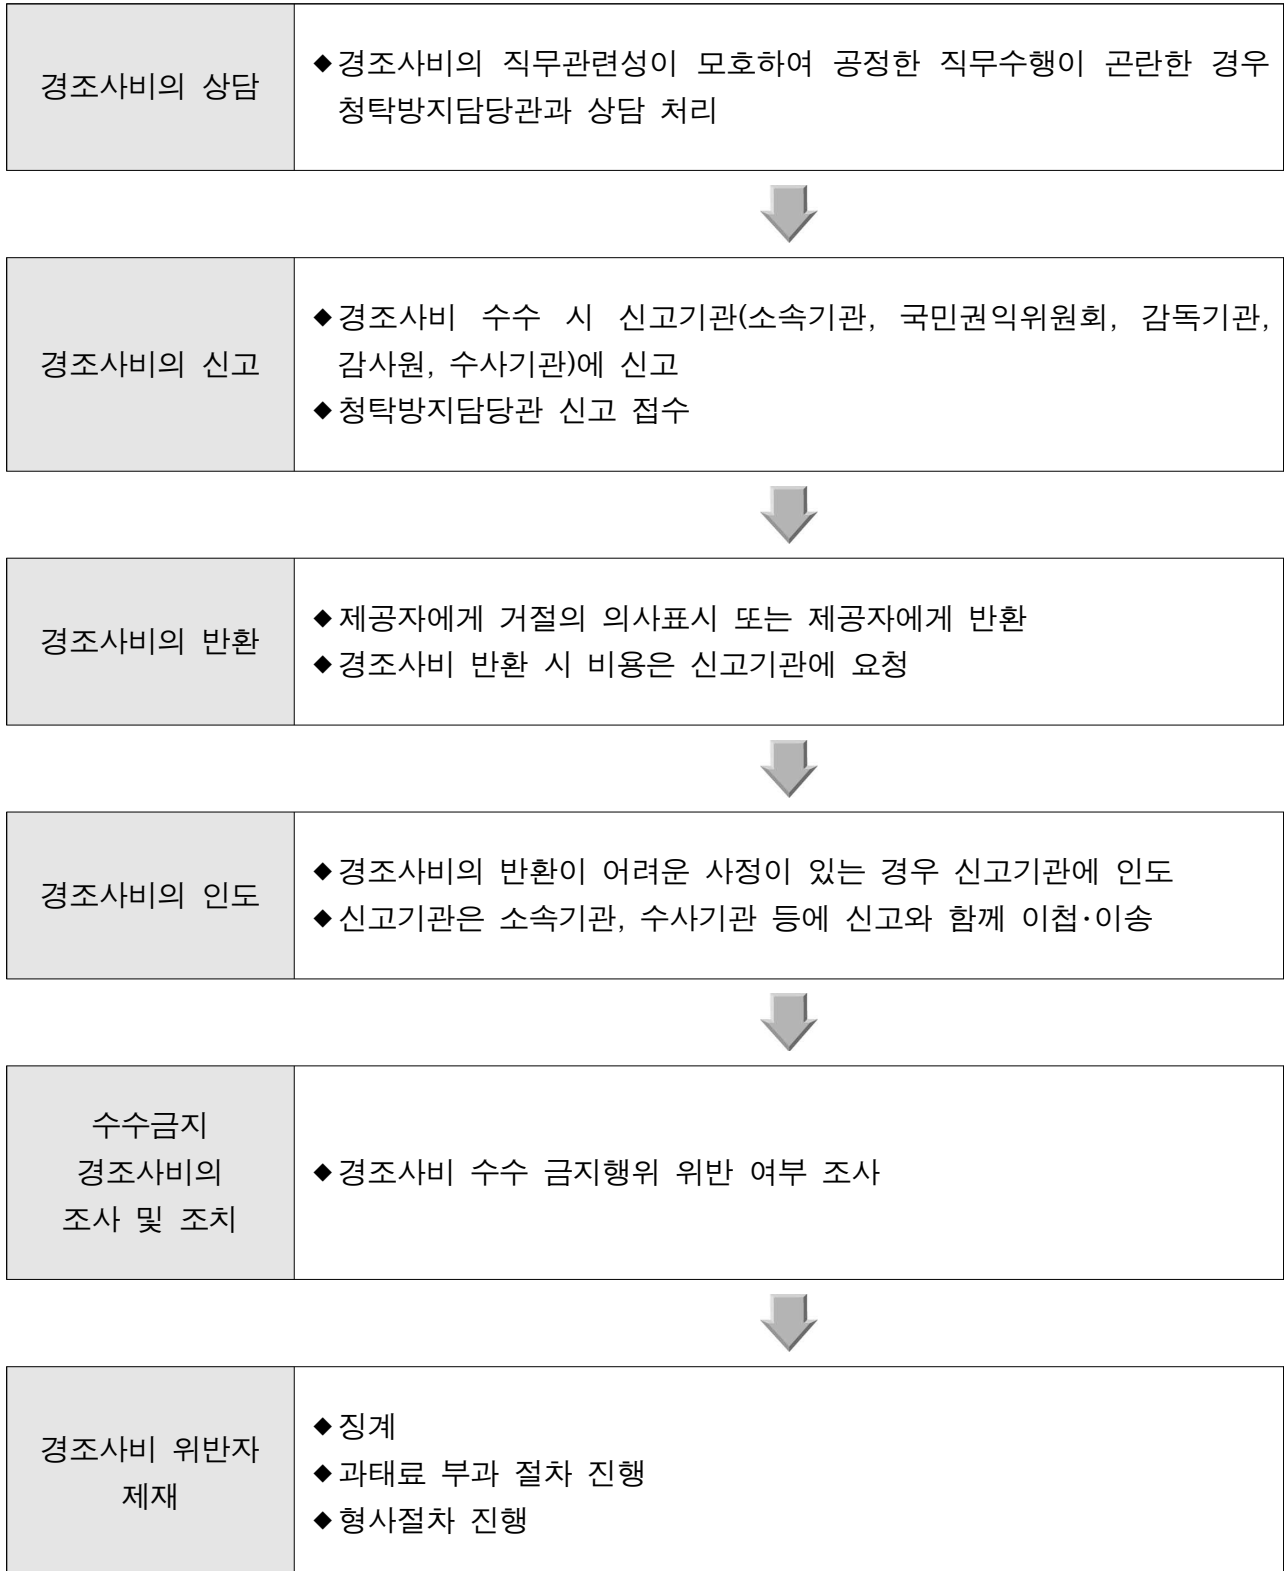 경조사비의 상담
◆경조사비의 직무관련성이 모호하여 공정한 직무수행이 곤란한 경우
청탁방지담당관과 상담 처리
경조사비의 신고
◆경조사비 수수 시 신고기관(소속기관, 국민권익위원회, 감독기관,
감사원, 수사기관)에 신고
◆청탁방지담당관 신고 접수
경조사비의 반환
◆제공자에게 거절의 의사표시 또는 제공자에게 반환
◆경조사비 반환 시 비용은 신고기관에 요청
경조사비의 인도
◆경조사비의 반환이 어려운 사정이 있는 경우 신고기관에 인도
◆신고기관은 소속기관, 수사기관 등에 신고와 함께 이첩·이송
수수금지
경조사비의
조사 및 조치
◆경조사비 수수 금지행위 위반 여부 조사
경조사비 위반자
제재
◆징계
◆과태료 부과 절차 진행
◆형사절차 진행